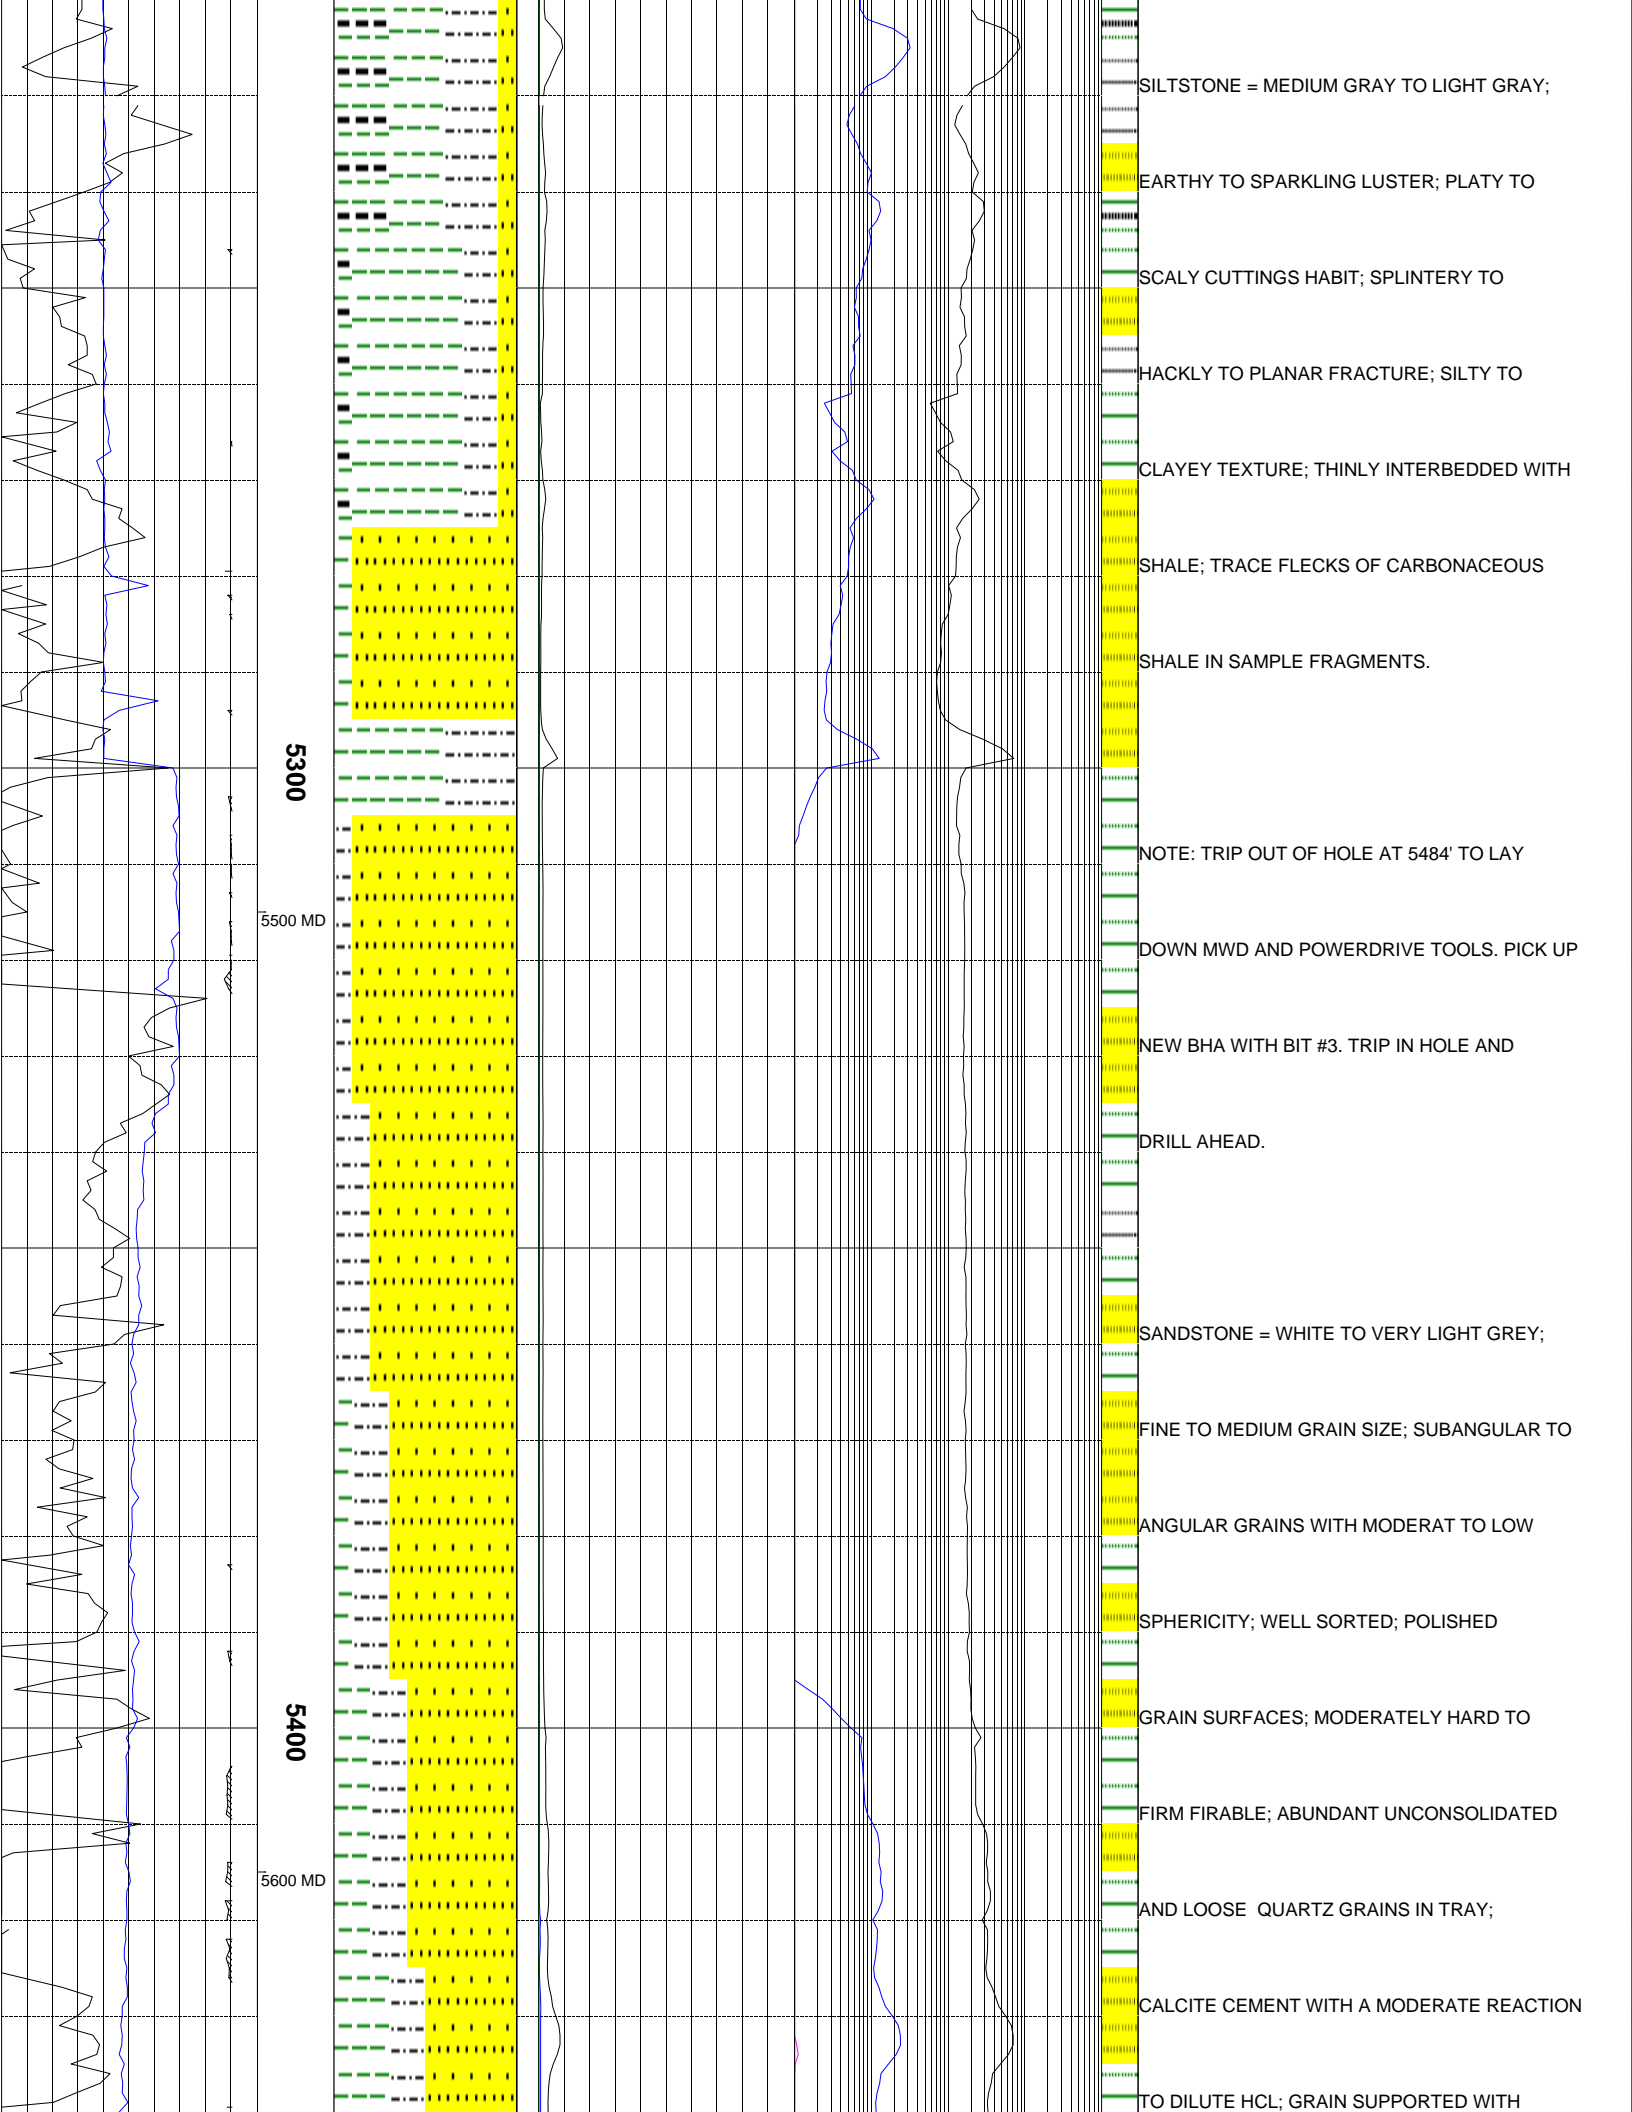 SILTSTONE = MEDIUM GRAY TO LIGHT GRAY;
EARTHY TO SPARKLING LUSTER; PLATY TO
SCALY CUTTINGS HABIT; SPLINTERY TO
HACKLY TO PLANAR FRACTURE; SILTY TO
CLAYEY TEXTURE; THINLY INTERBEDDED WITH
SHALE; TRACE FLECKS OF CARBONACEOUS
SHALE IN SAMPLE FRAGMENTS.
5300
NOTE: TRIP OUT OF HOLE AT 5484' TO LAY
5500 MD
DOWN MWD AND POWERDRIVE TOOLS. PICK UP
NEW BHA WITH BIT #3. TRIP IN HOLE AND
DRILL AHEAD.
SANDSTONE = WHITE TO VERY LIGHT GREY;
FINE TO MEDIUM GRAIN SIZE; SUBANGULAR TO
ANGULAR GRAINS WITH MODERAT TO LOW
SPHERICITY; WELL SORTED; POLISHED
5400
GRAIN SURFACES; MODERATELY HARD TO
FIRM FIRABLE; ABUNDANT UNCONSOLIDATED
5600 MD
AND LOOSE  QUARTZ GRAINS IN TRAY;
CALCITE CEMENT WITH A MODERATE REACTION
TO DILUTE HCL; GRAIN SUPPORTED WITH